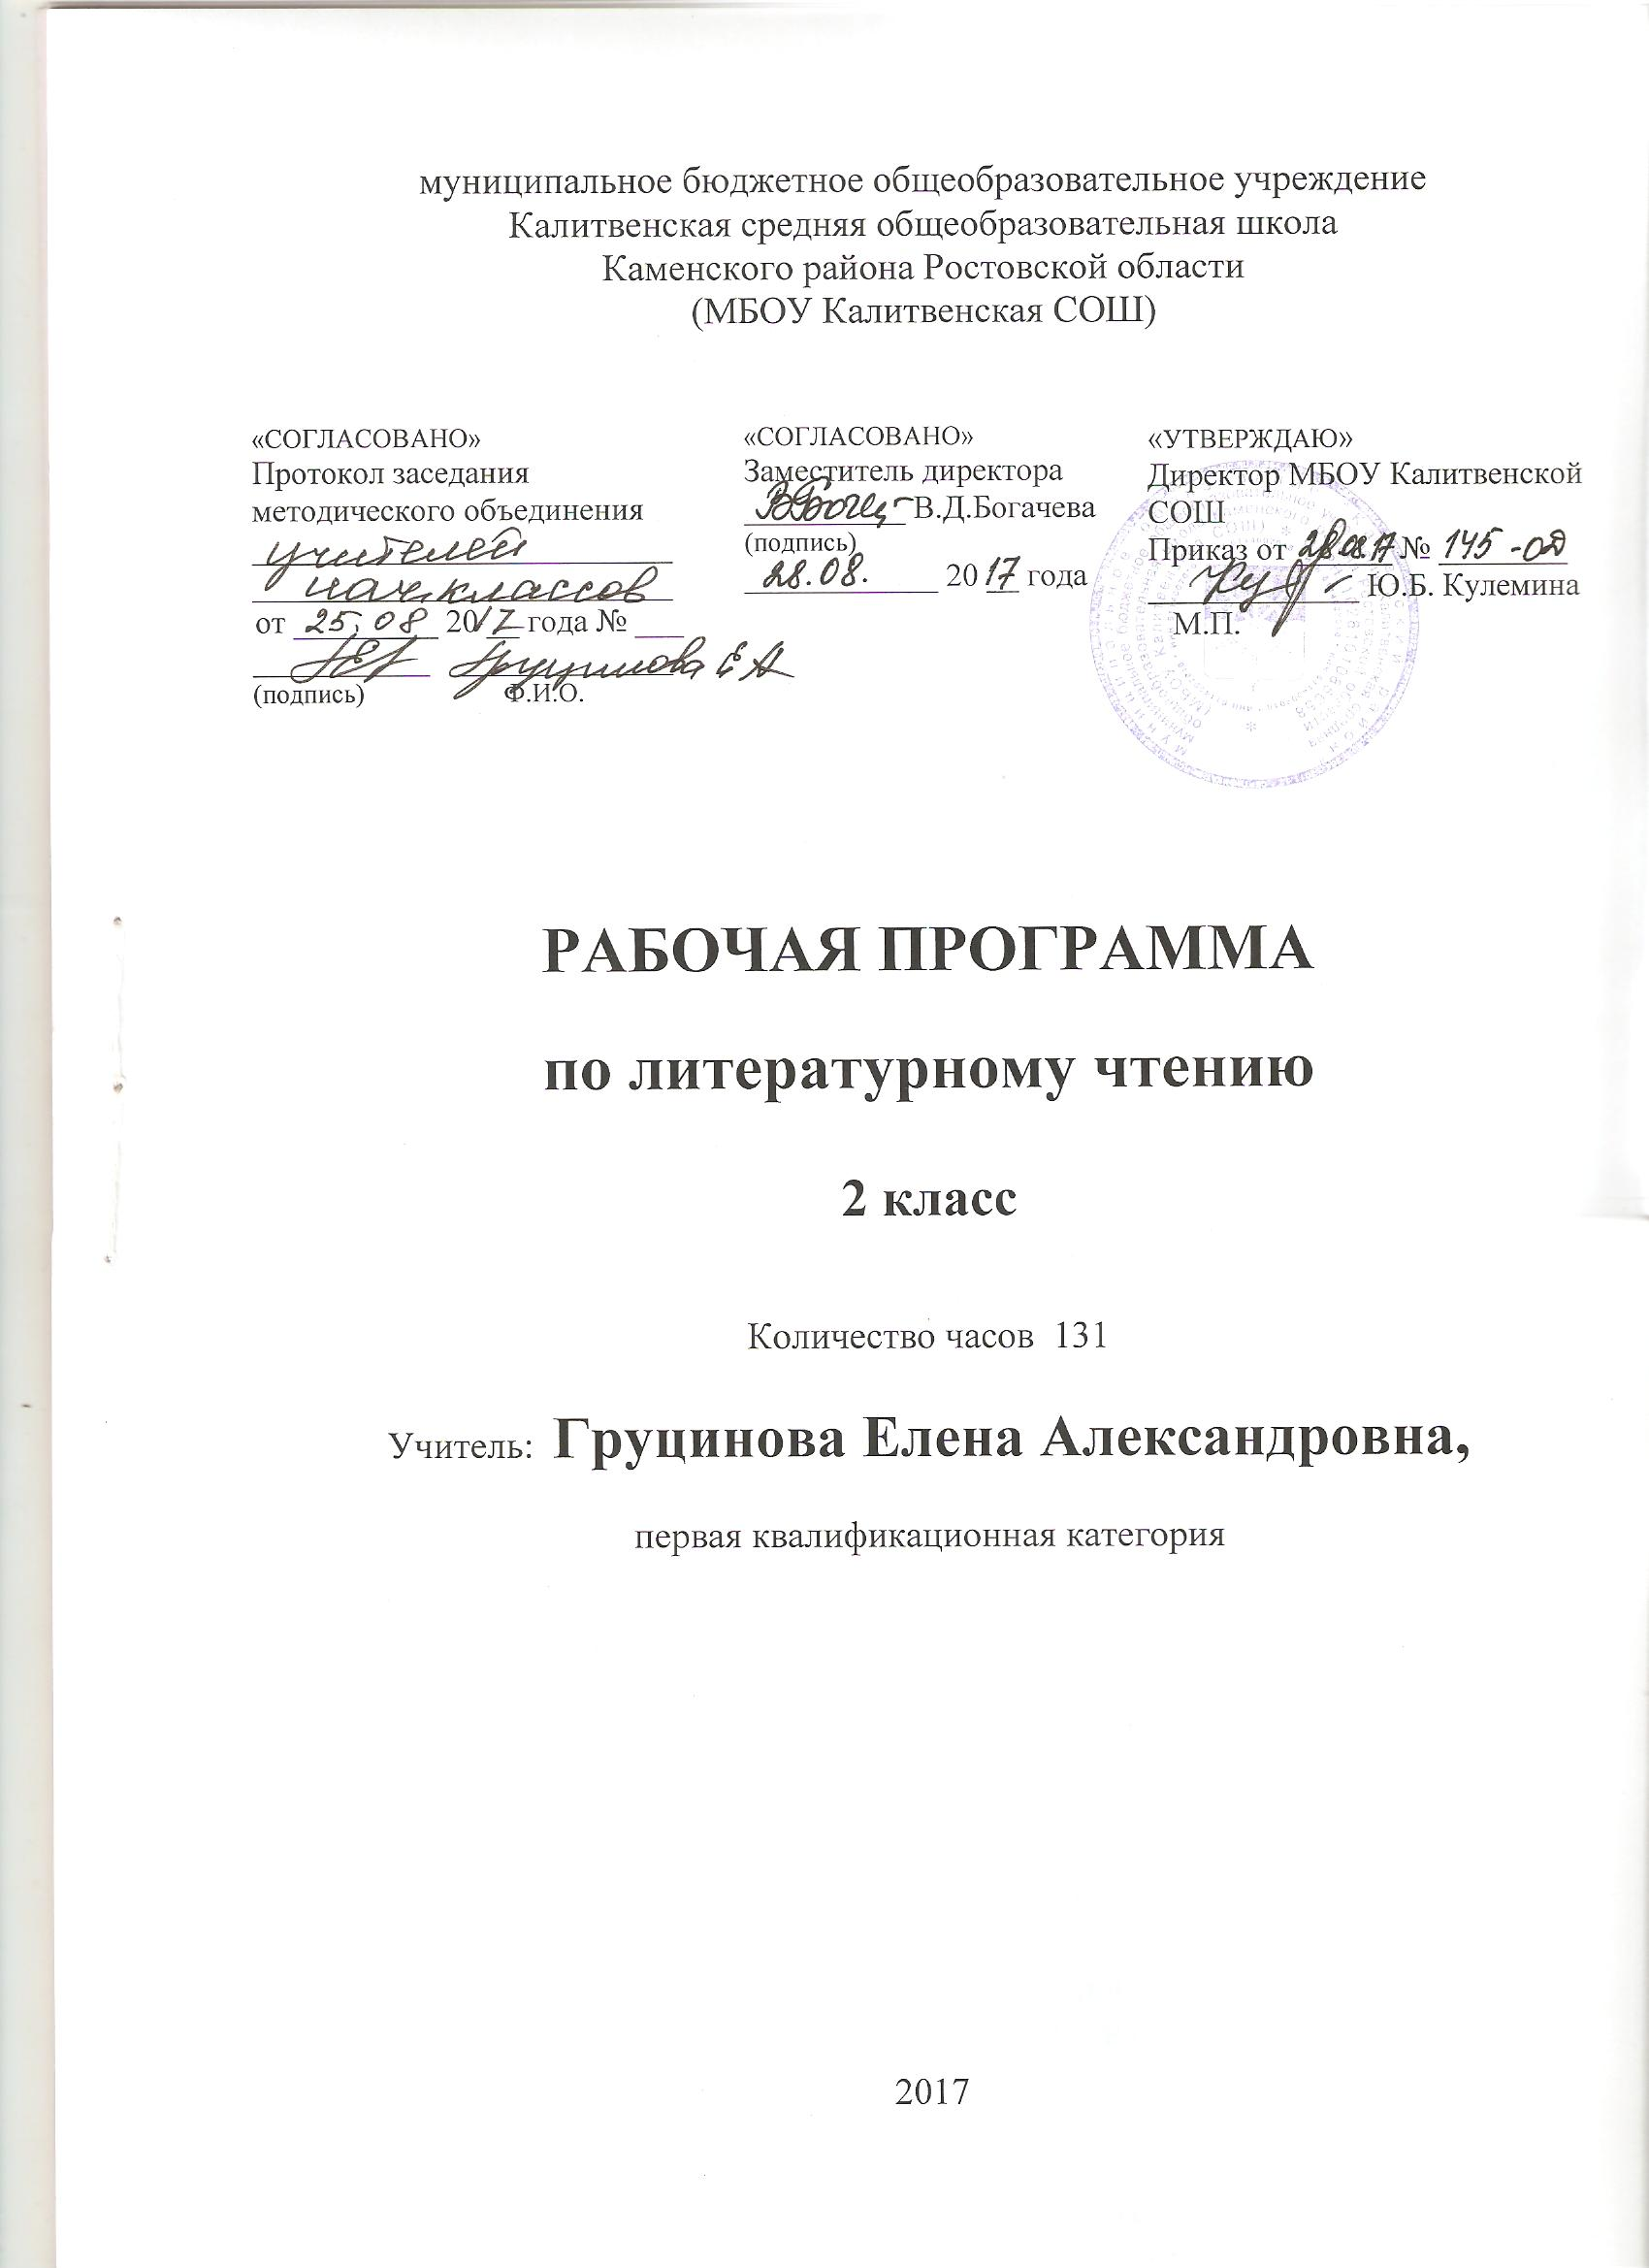 муниципальное бюджетное общеобразовательное учреждение
Калитвенская средняя общеобразовательная школа
Каменского района Ростовской области
(МБОУ Калитвенская СОШ)
«СОГЛАСОВАНО»
Протокол заседания
методического объединения
учителей
нач. классов
от 25.08 2017 года № ___
Груцинова Е А
(подпись) Ф.И.О.
«СОГЛАСОВАНО»
Заместитель директора
В.Д.Богачева
(подпись)
28.08. 2017 года
«УТВЕРЖДАЮ»
Директор МБОУ Калитвенской
СОШ
Приказ от 28.08.17 № 145-од
Ю.Б. Кулемина
М.П.
РАБОЧАЯ ПРОГРАММА
по литературному чтению
2 класс
Количество часов 131
Учитель: Груцинова Елена Александровна,
первая квалификационная категория
2017